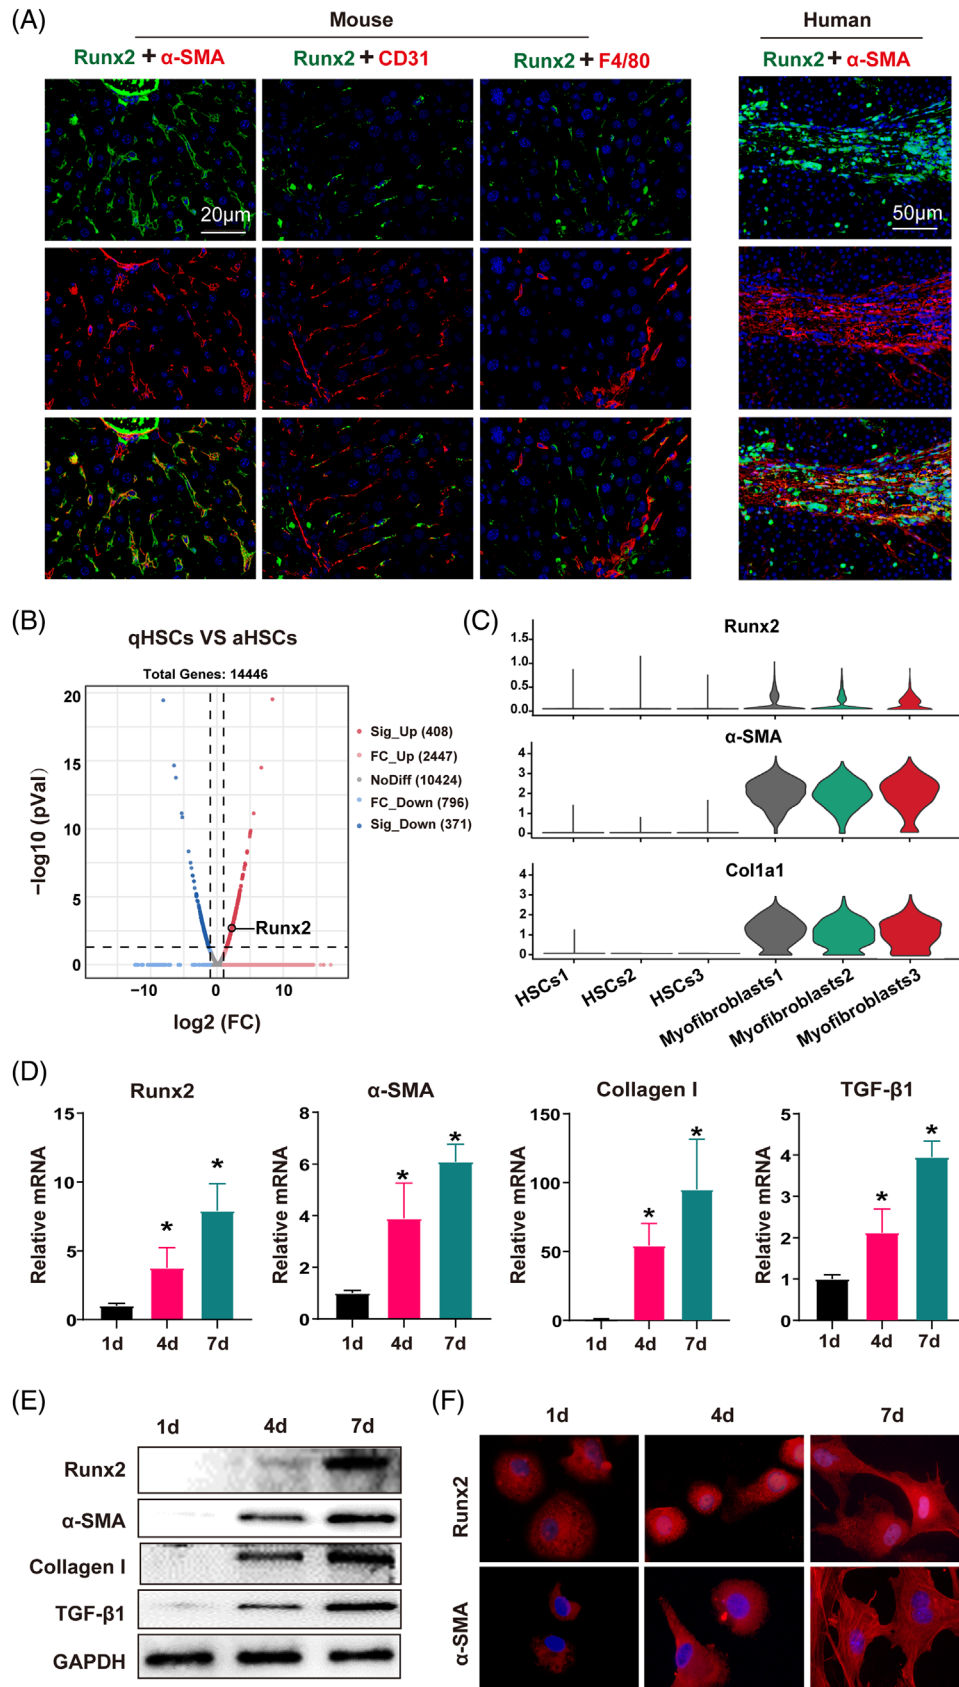 (A)
Mouse
Human
Runx2 + α-SMA
Runx2 + CD31
Runx2 + F4/80
Runx2 + α-SMA
20μm
50μm
(B)
qHSCs VS aHSCs
Total Genes: 14446
20
15
10
5
0
−10
0
10
−log10 (pVal)
log2 (FC)
Runx2
Sig_Up (408)
FC_Up (2447)
NoDiff (10424)
FC_Down (796)
Sig_Down (371)
(C)
Runx2
1.5
1.0
0.5
0.0
α-SMA
4
3
2
1
0
Col1a1
4
3
2
1
0
HSCs1
HSCs2
HSCs3
Myofibroblasts1
Myofibroblasts2
Myofibroblasts3
(D)
Runx2
Relative mRNA
15
10
5
0
*
*
1d
4d
7d
α-SMA
Relative mRNA
8
6
4
2
0
*
*
1d
4d
7d
Collagen I
Relative mRNA
150
100
50
0
*
*
1d
4d
7d
TGF-β1
Relative mRNA
5
4
3
2
1
0
*
*
1d
4d
7d
(E)
1d
4d
7d
Runx2
α-SMA
Collagen I
TGF-β1
GAPDH
(F)
1d
4d
7d
Runx2
α-SMA